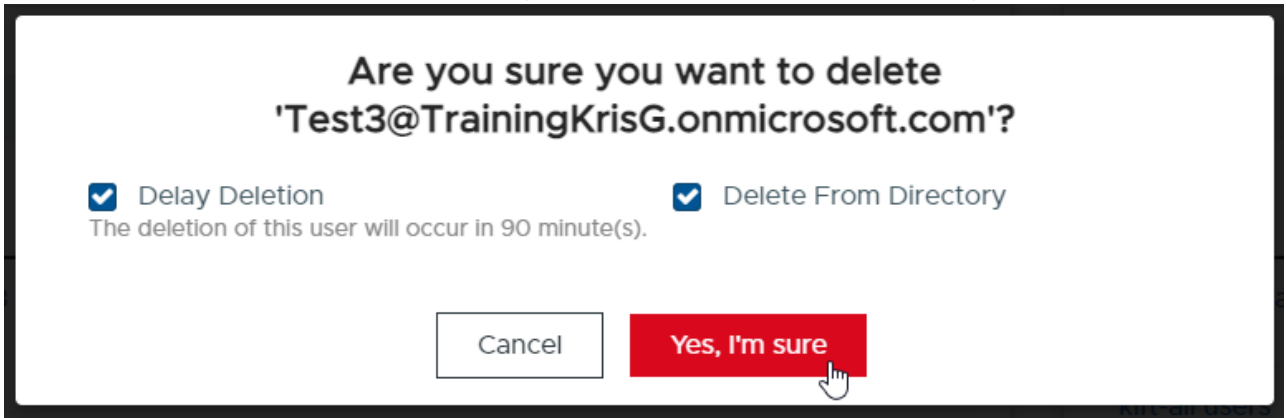 Are you sure you want to delete
'Test3@TrainingKrisG.onmicrosoft.com'?
Delay Deletion
Delete From Directory
The deletion of this user will occur in 90 minute(s).
Cancel
Yes, I'm sure